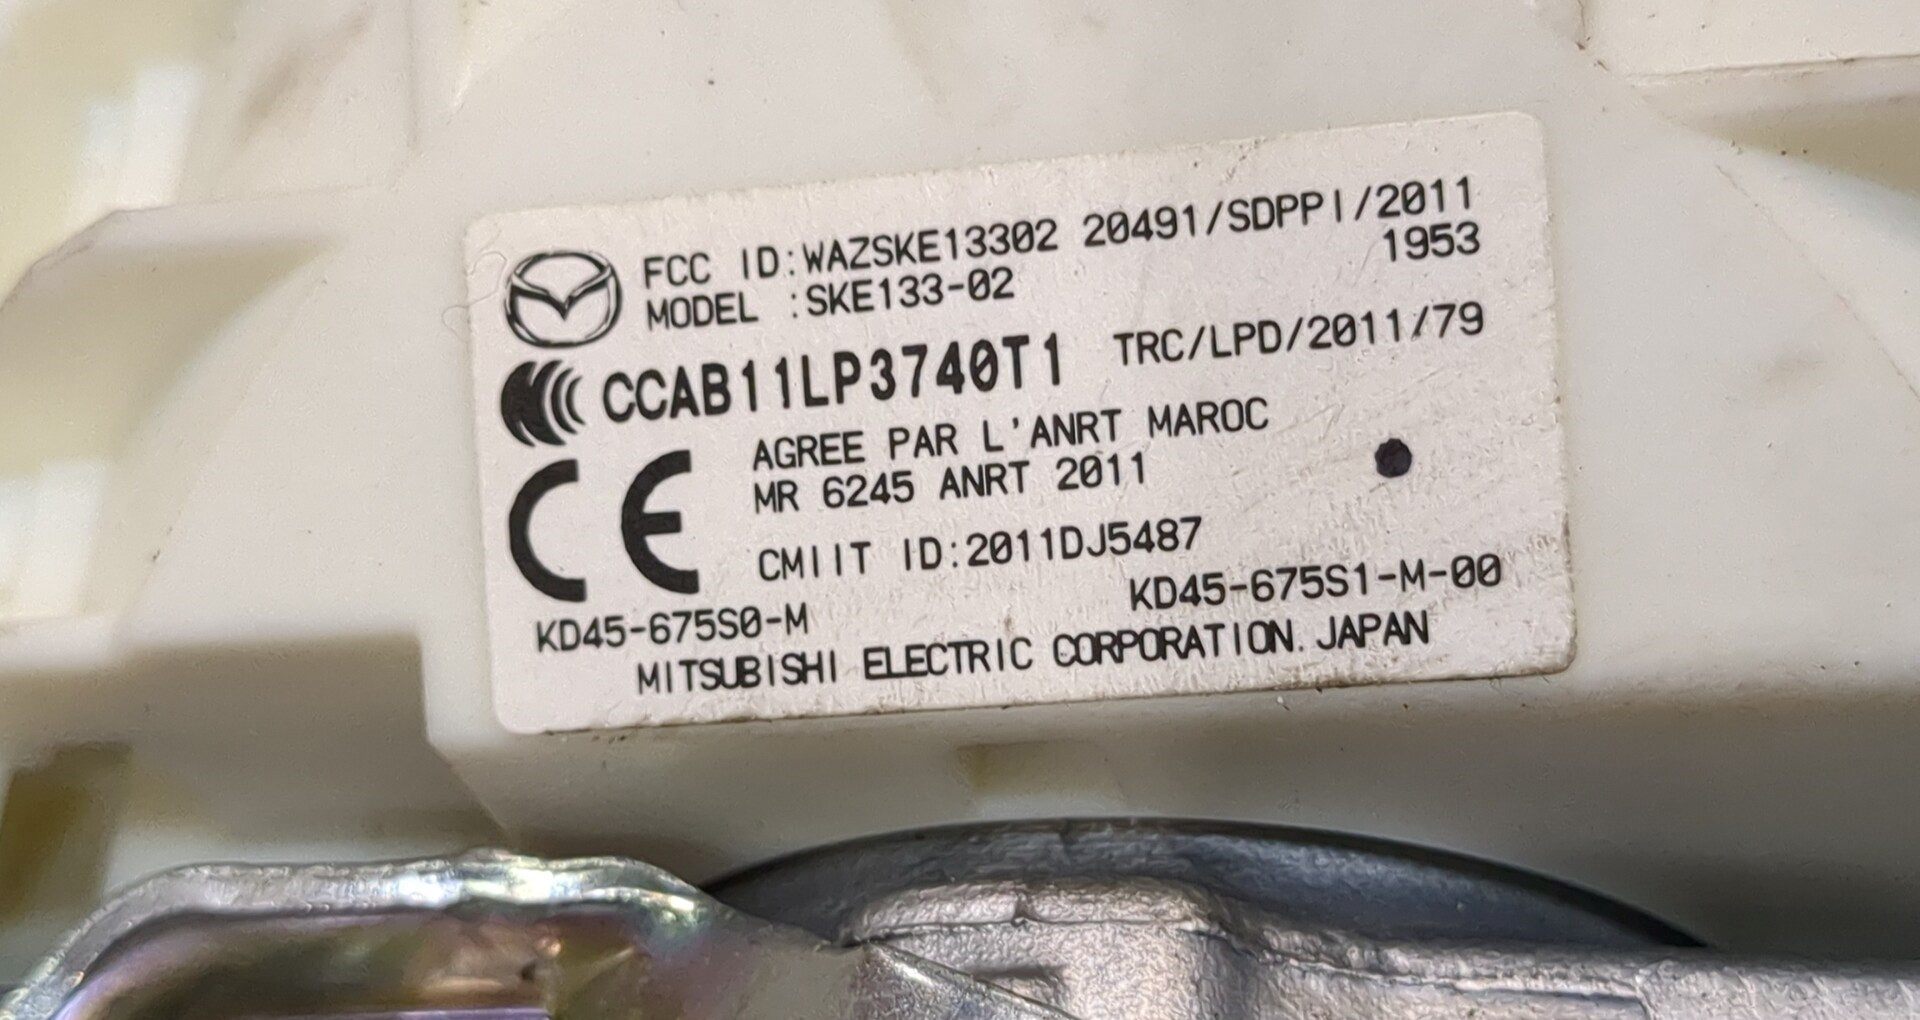 FCC ID:WAZSKE13302 20491/SDPPI/2011
MODEL :SKE133-02 1953
CCAB11LP3740T1 TRC/LPD/2011/79
AGREE PAR L'ANRT MAROC
MR 6245 ANRT 2011
CE
CMIIT ID:2011DJ5487
KD45-675S0-M KD45-675S1-M-00
MITSUBISHI ELECTRIC CORPORATION. JAPAN